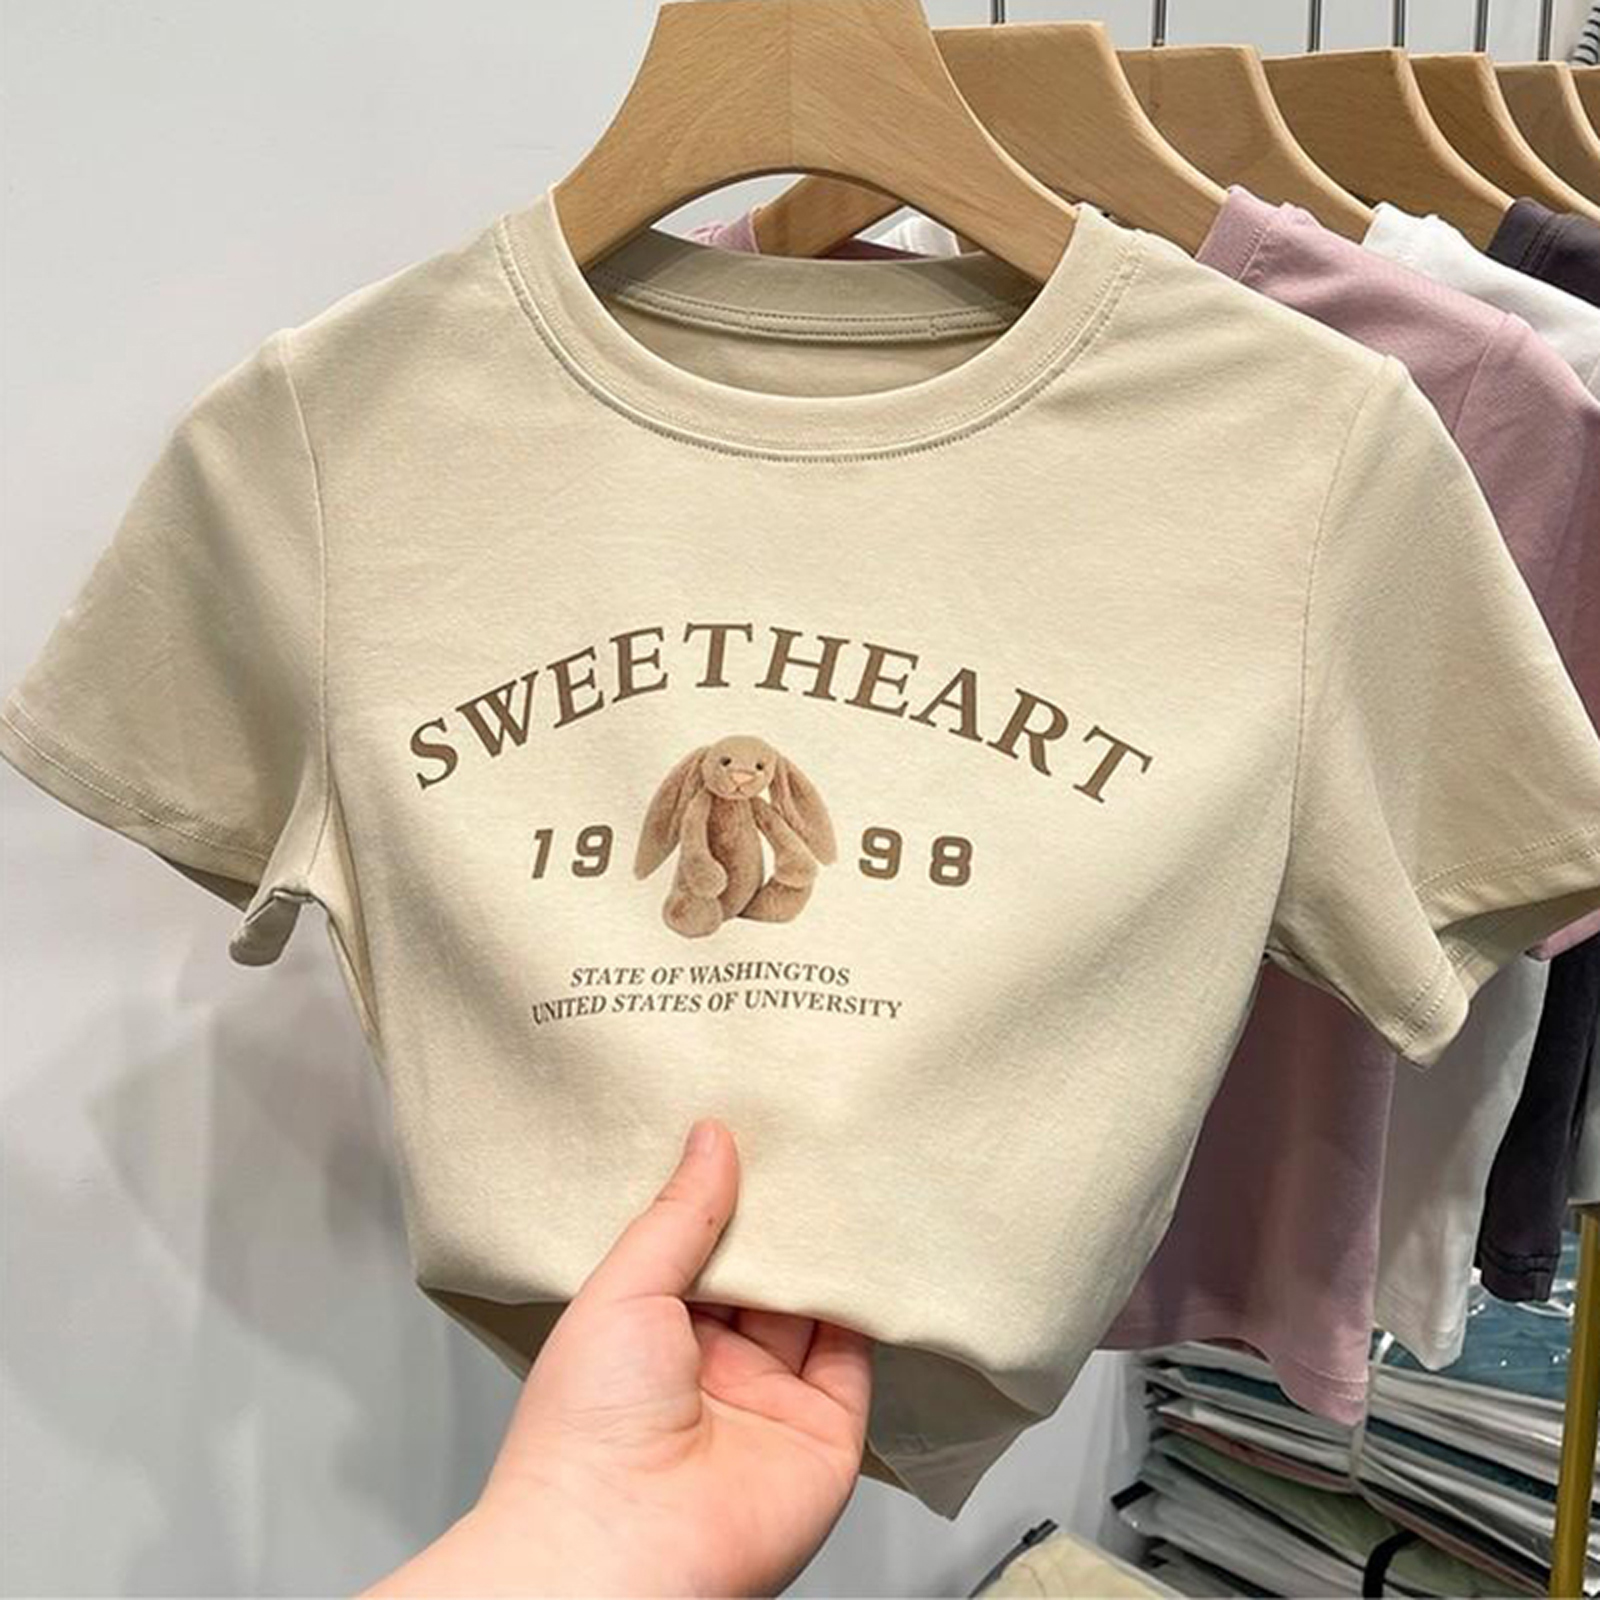 SWEETHEART
19 98
STATE OF WASHINGTOS
UNITED STATES OF UNIVERSITY